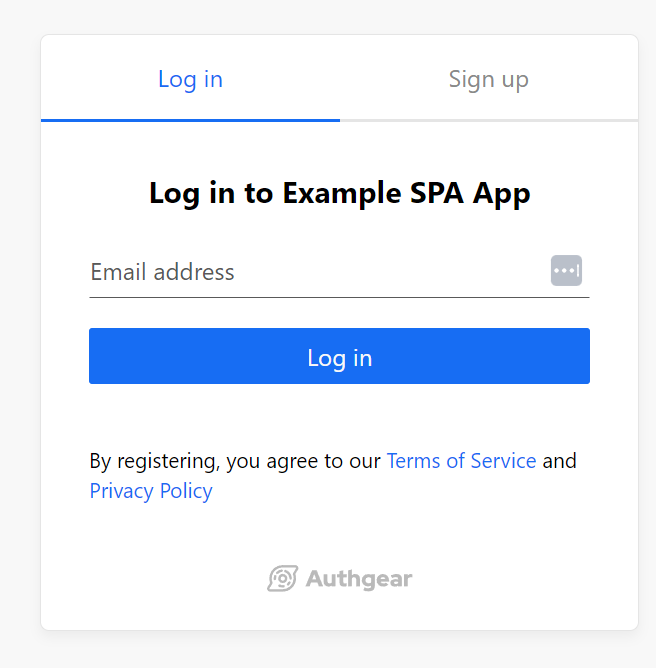 Log in Sign up
Log in to Example SPA App
Email address
Log in
By registering, you agree to our Terms of Service and
Privacy Policy
Authgear